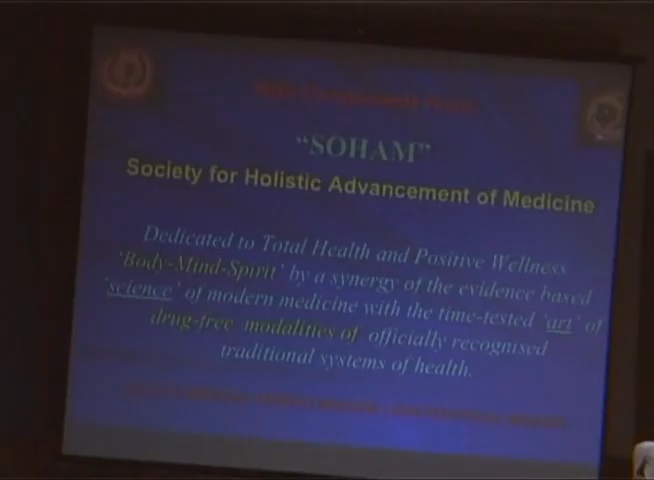 “SOHAM”
Society for Holistic Advancement of Medicine
Dedicated to Total Health and Positive Wellness
‘Body-Mind-Spirit’ by a synergy of the evidence based
‘science’ of modern medicine with the time-tested ‘art’ of
drug-free modalities of officially recognised
traditional systems of health.